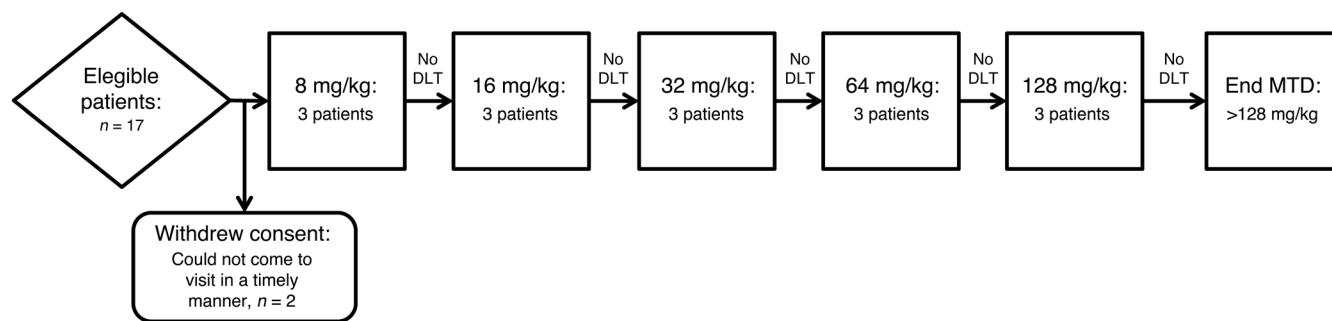 Elegible
patients:
n = 17
8 mg/kg:
3 patients
No
DLT
16 mg/kg:
3 patients
No
DLT
32 mg/kg:
3 patients
No
DLT
64 mg/kg:
3 patients
No
DLT
128 mg/kg:
3 patients
No
DLT
End MTD:
>128 mg/kg
Withdrew consent:
Could not come to
visit in a timely
manner, n = 2